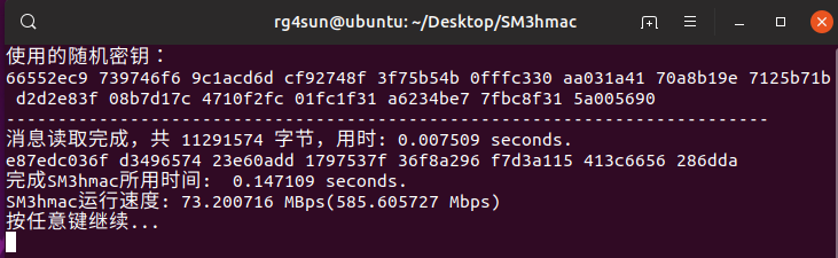 rg4sun@ubuntu: ~/Desktop/SM3hmac
使用的随机密钥：
66552ec9 739746f6 9c1acd6d cf92748f 3f75b54b 0fffc330 aa031a41 70a8b19e 7125b71b
d2d2e83f 08b7d17c 4710f2fc 01fc1f31 a6234be7 7fbc8f31 5a005690
--------------------------------------------------------------------------
消息读取完成，共 11291574 字节，用时: 0.007509 seconds.
e87edc036f d3496574 23e60add 1797537f 36f8a296 f7d3a115 413c6656 286dda
完成SM3hmac所用时间:  0.147109 seconds.
SM3hmac运行速度: 73.200716 MBps(585.605727 Mbps)
按任意键继续...